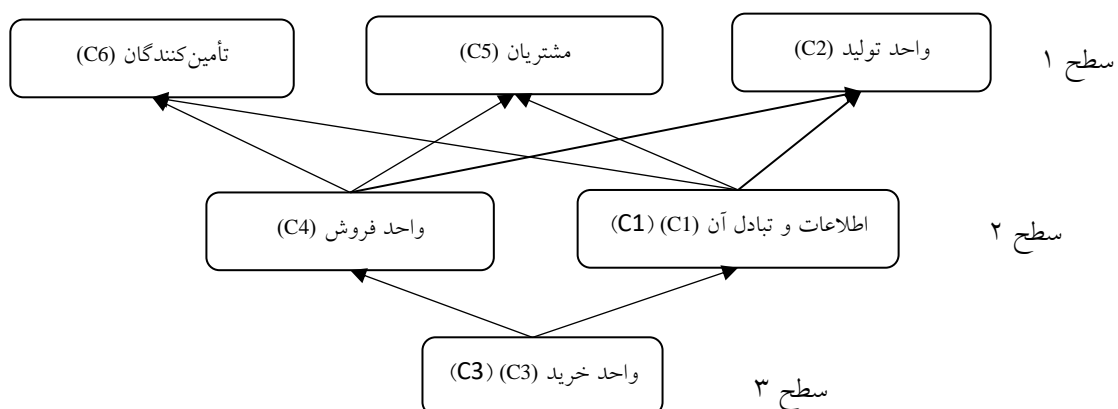 سطح ۱
واحد تولید (C2)
مشتریان (C5)
تأمین‌کنندگان (C6)
سطح ۲
اطلاعات و تبادل آن (C1) (C1)
واحد فروش (C4)
سطح ۳
واحد خرید (C3) (C3)